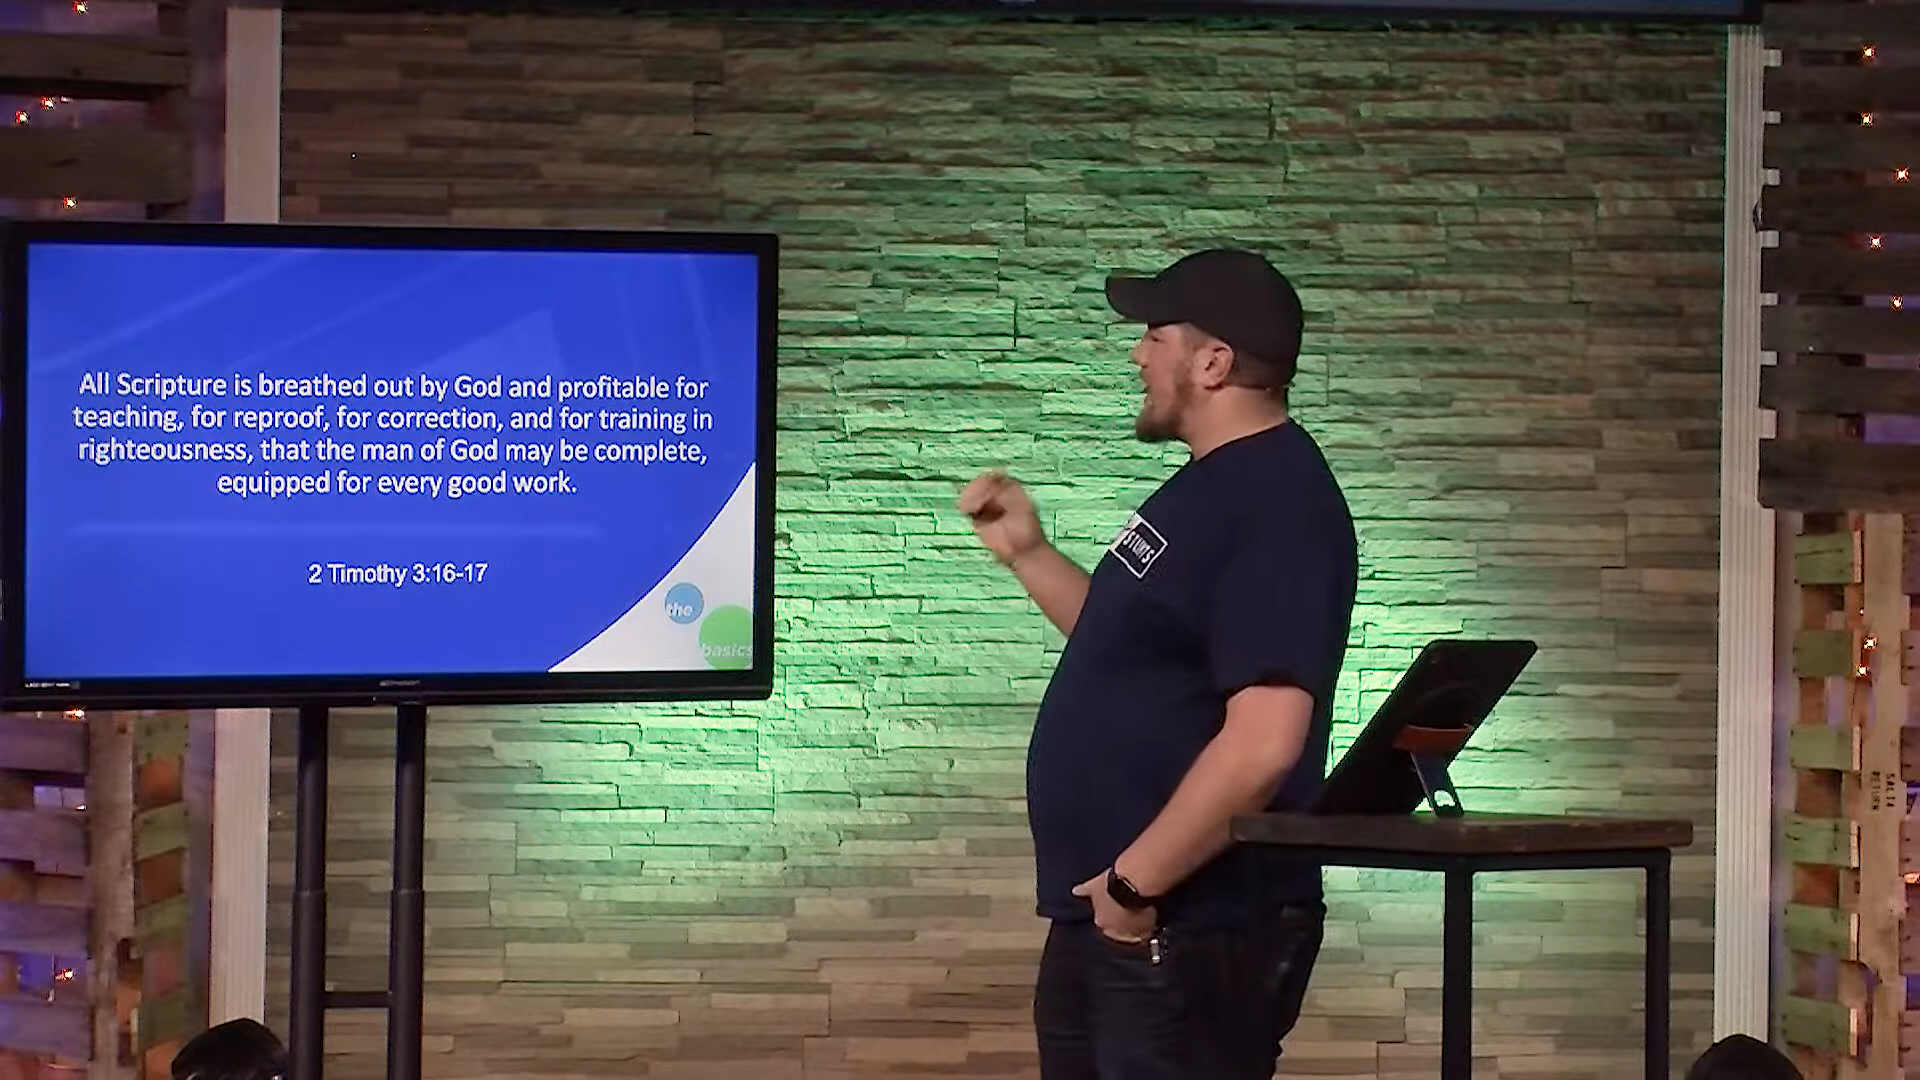 All Scripture is breathed out by God and profitable for
teaching, for reproof, for correction, and for training in
righteousness, that the man of God may be complete,
equipped for every good work.
2 Timothy 3:16-17
the
basics